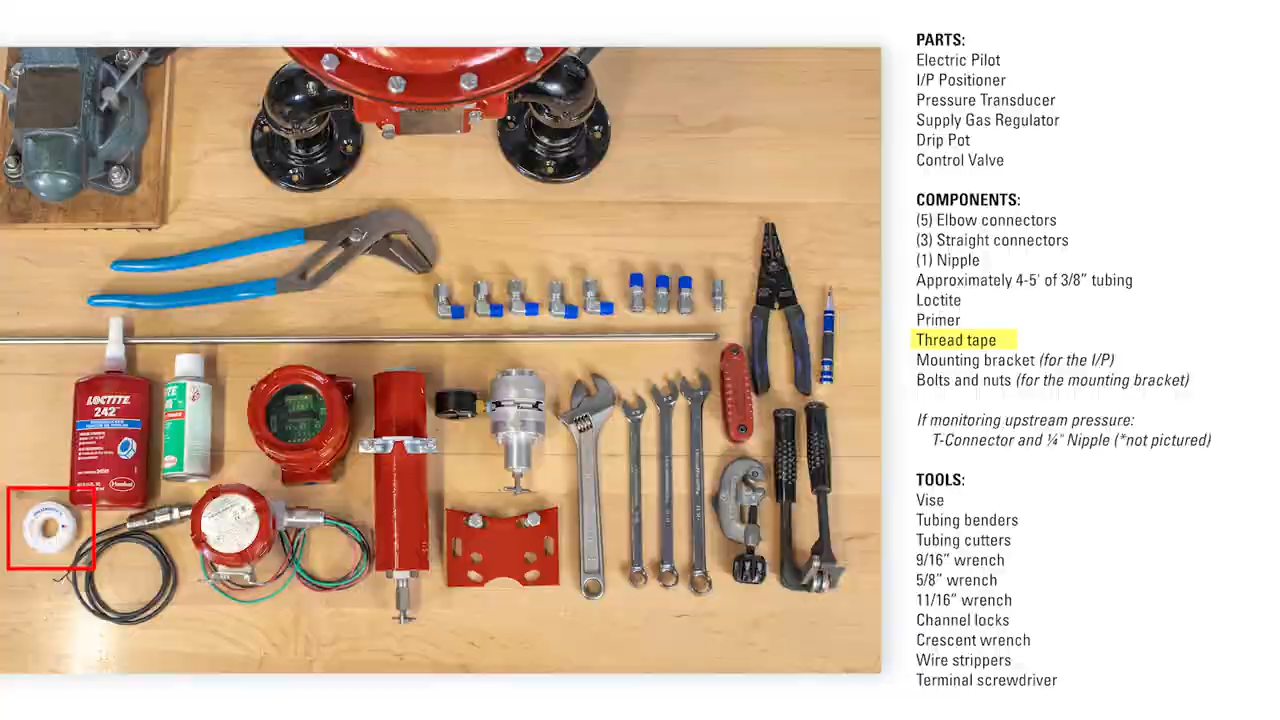 LOCTITE
242
PARTS:
Electric Pilot
I/P Positioner
Pressure Transducer
Supply Gas Regulator
Drip Pot
Control Valve
COMPONENTS:
(5) Elbow connectors
(3) Straight connectors
(1) Nipple
Approximately 4-5' of 3/8” tubing
Loctite
Primer
Thread tape
Mounting bracket (for the I/P)
Bolts and nuts (for the mounting bracket)
If monitoring upstream pressure:
T-Connector and ¼" Nipple (*not pictured)
TOOLS:
Vise
Tubing benders
Tubing cutters
9/16” wrench
5/8” wrench
11/16” wrench
Channel locks
Crescent wrench
Wire strippers
Terminal screwdriver